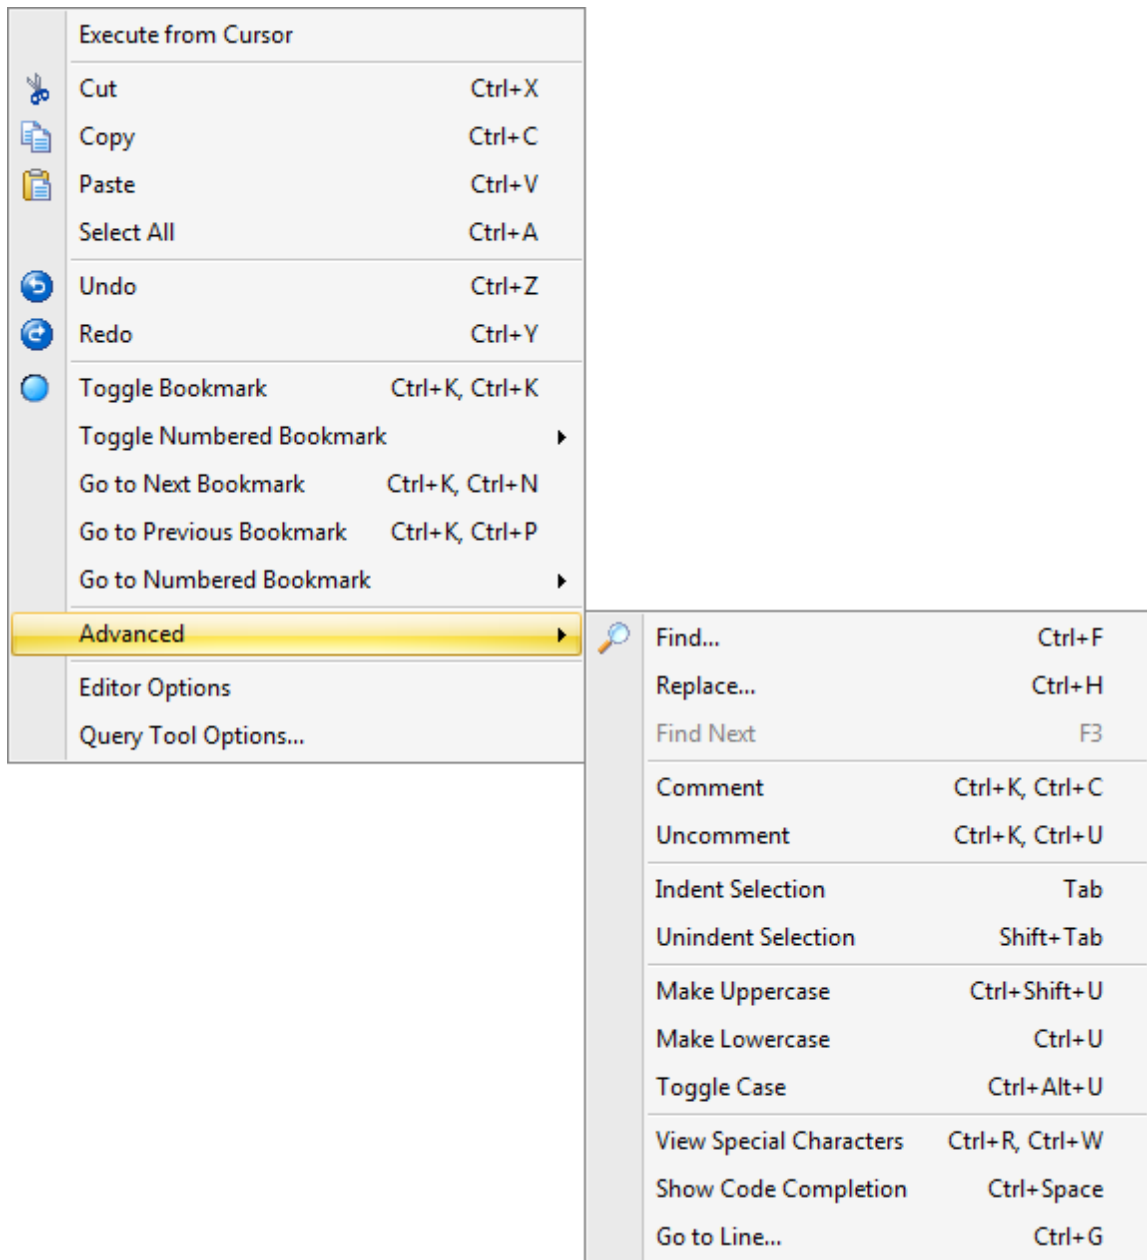 Execute from Cursor
Cut Ctrl+X
Copy Ctrl+C
Paste Ctrl+V
Select All Ctrl+A
Undo Ctrl+Z
Redo Ctrl+Y
Toggle Bookmark Ctrl+K, Ctrl+K
Toggle Numbered Bookmark
Go to Next Bookmark Ctrl+K, Ctrl+N
Go to Previous Bookmark Ctrl+K, Ctrl+P
Go to Numbered Bookmark
Advanced
Editor Options
Query Tool Options...
Find... Ctrl+F
Replace... Ctrl+H
Find Next F3
Comment Ctrl+K, Ctrl+C
Uncomment Ctrl+K, Ctrl+U
Indent Selection Tab
Unindent Selection Shift+Tab
Make Uppercase Ctrl+Shift+U
Make Lowercase Ctrl+U
Toggle Case Ctrl+Alt+U
View Special Characters Ctrl+R, Ctrl+W
Show Code Completion Ctrl+Space
Go to Line... Ctrl+G